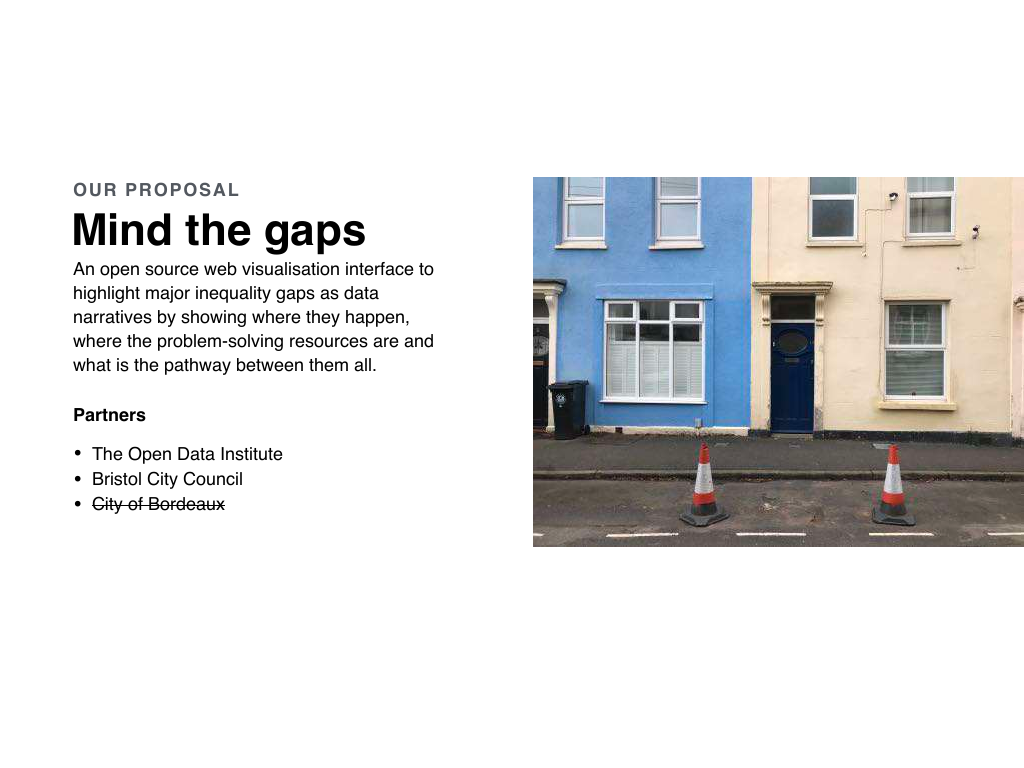 OUR PROPOSAL
Mind the gaps
An open source web visualisation interface to
highlight major inequality gaps as data
narratives by showing where they happen,
where the problem-solving resources are and
what is the pathway between them all.
Partners
• The Open Data Institute
• Bristol City Council
• City of Bordeaux